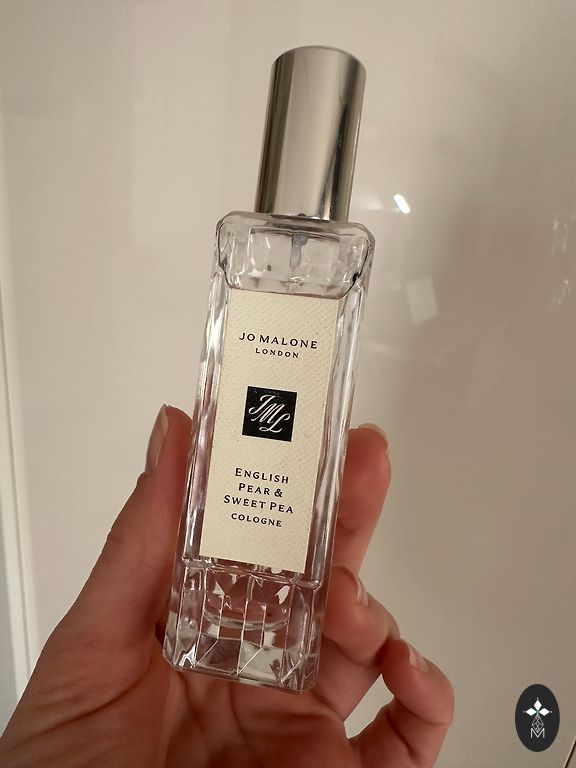 JO MALONE
LONDON
JML
ENGLISH
PEAR &
SWEET PEA
COLOGNE
M